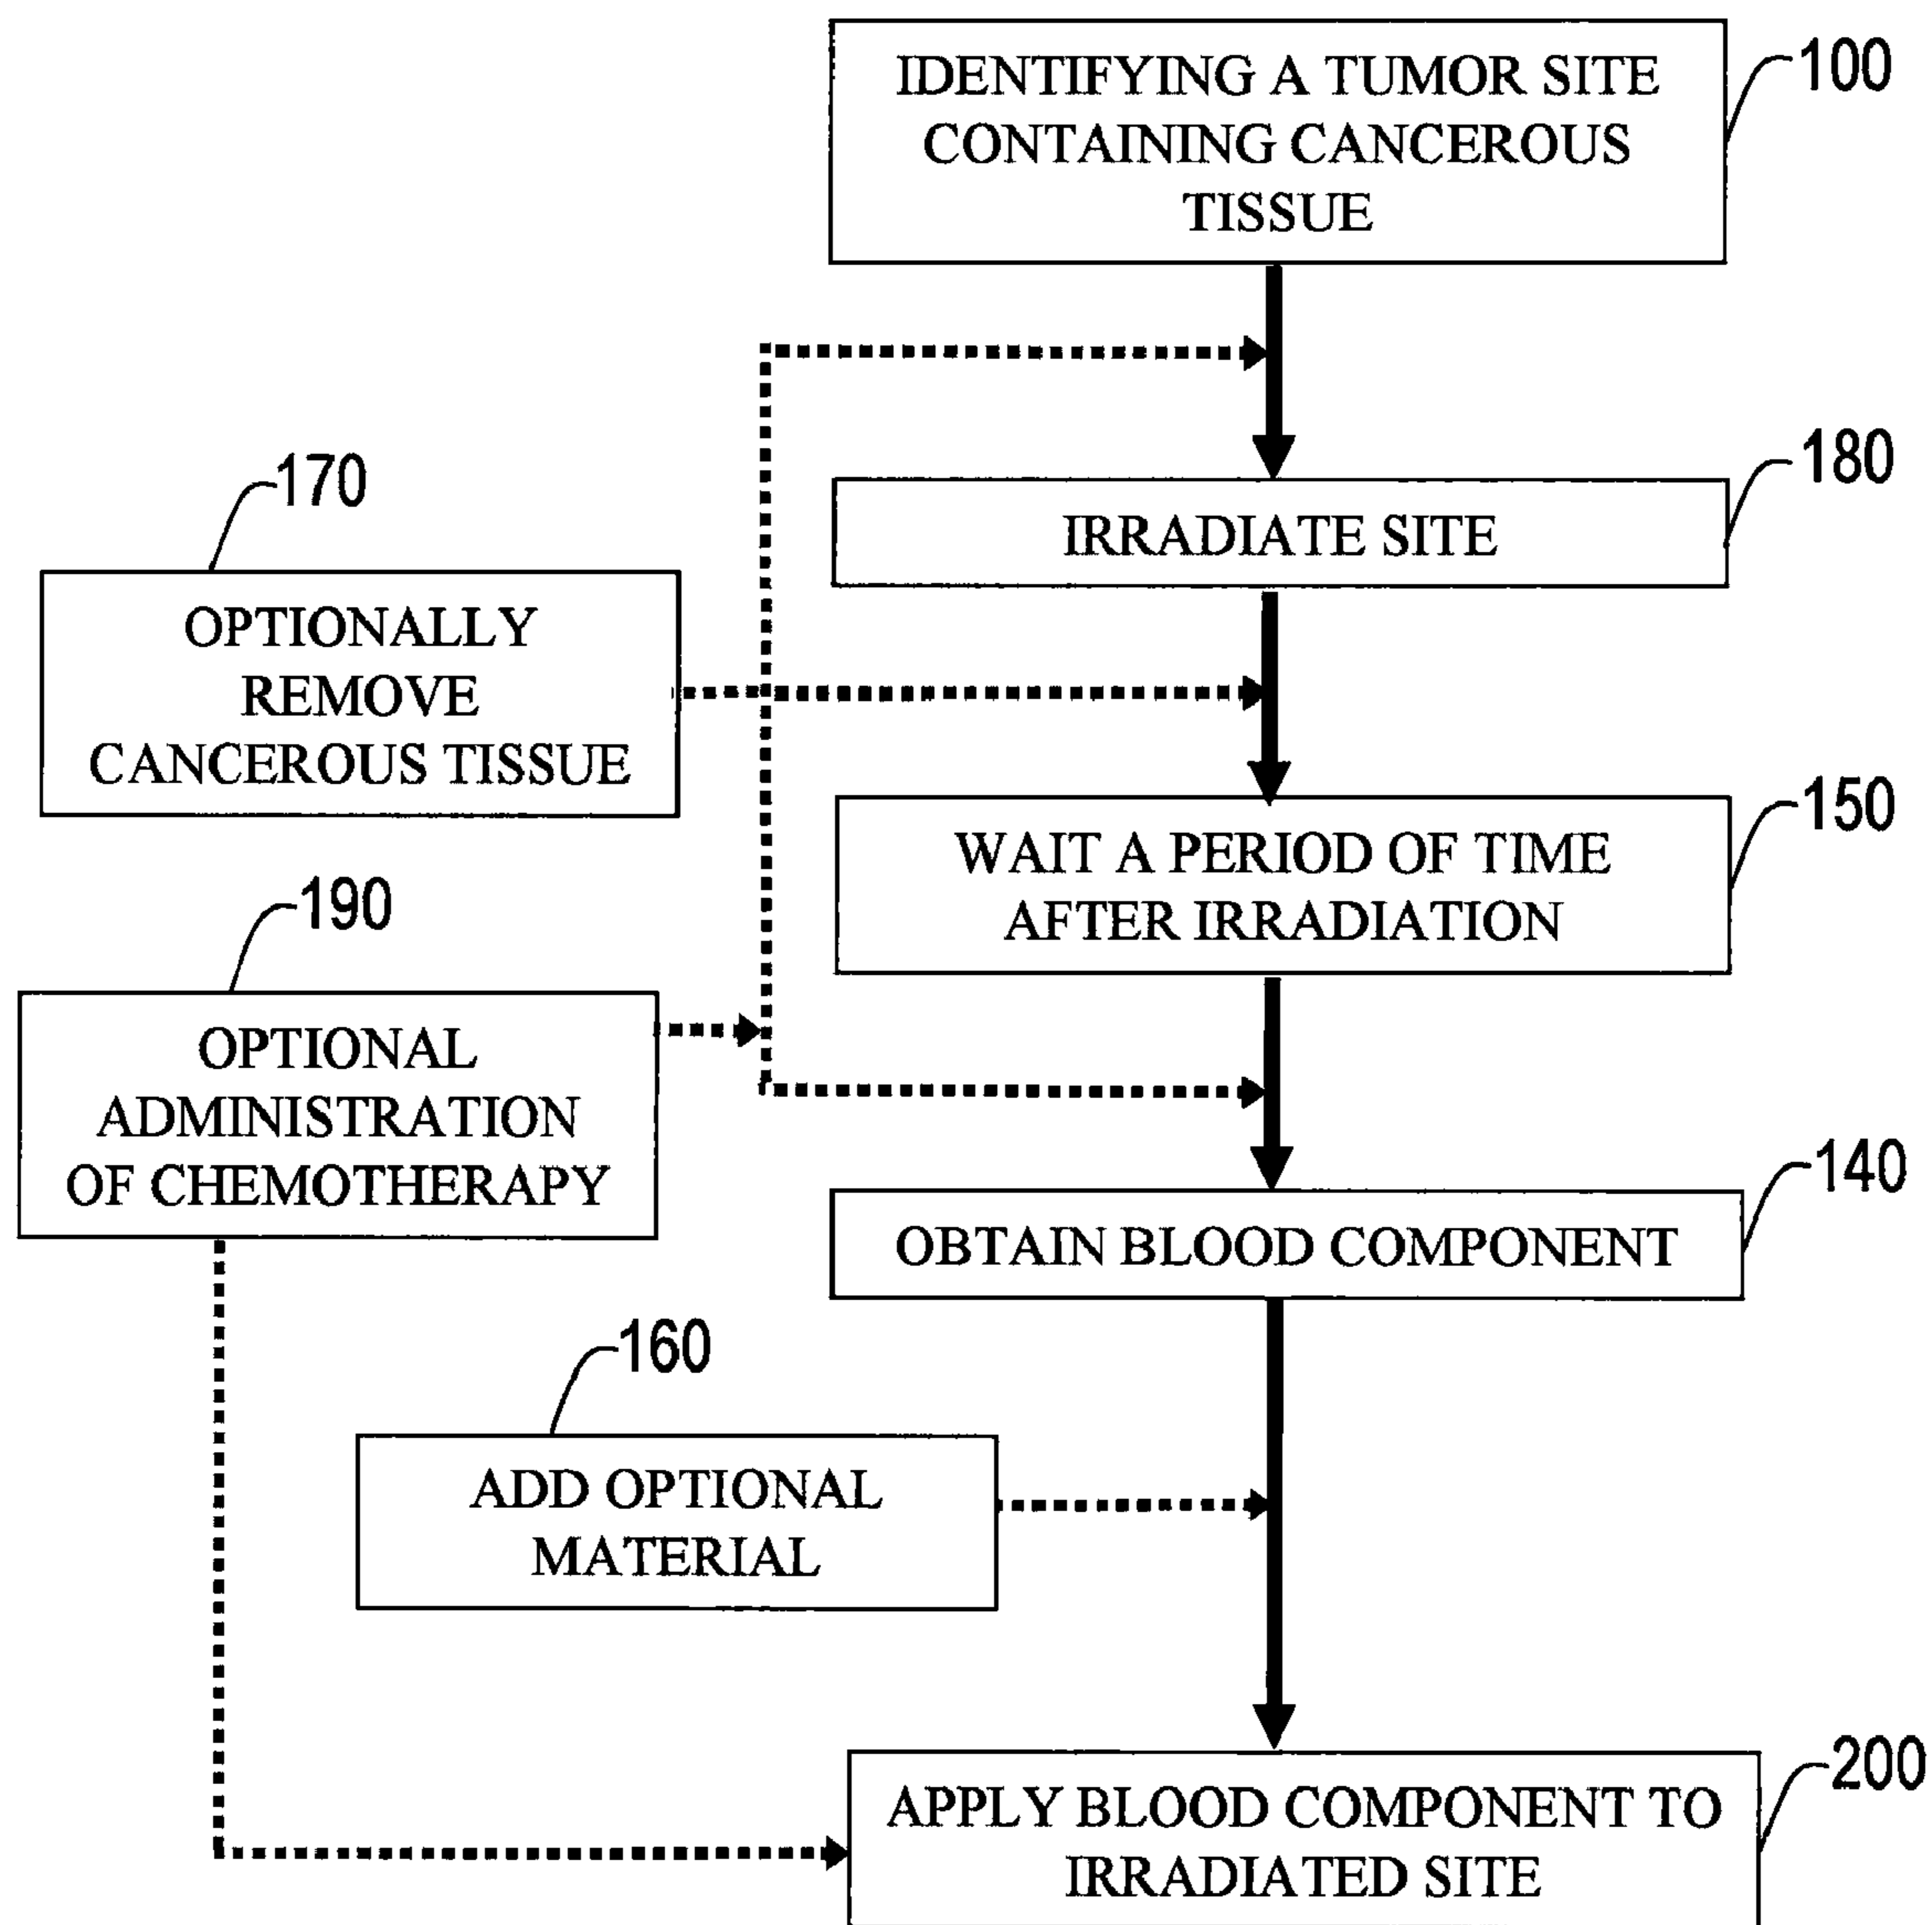 IDENTIFYING A TUMOR SITE
CONTAINING CANCEROUS
TISSUE
100
IRRADIATE SITE
180
170
OPTIONALLY
REMOVE
CANCEROUS TISSUE
WAIT A PERIOD OF TIME
AFTER IRRADIATION
150
190
OPTIONAL
ADMINISTRATION
OF CHEMOTHERAPY
OBTAIN BLOOD COMPONENT
140
160
ADD OPTIONAL
MATERIAL
APPLY BLOOD COMPONENT TO
IRRADIATED SITE
200